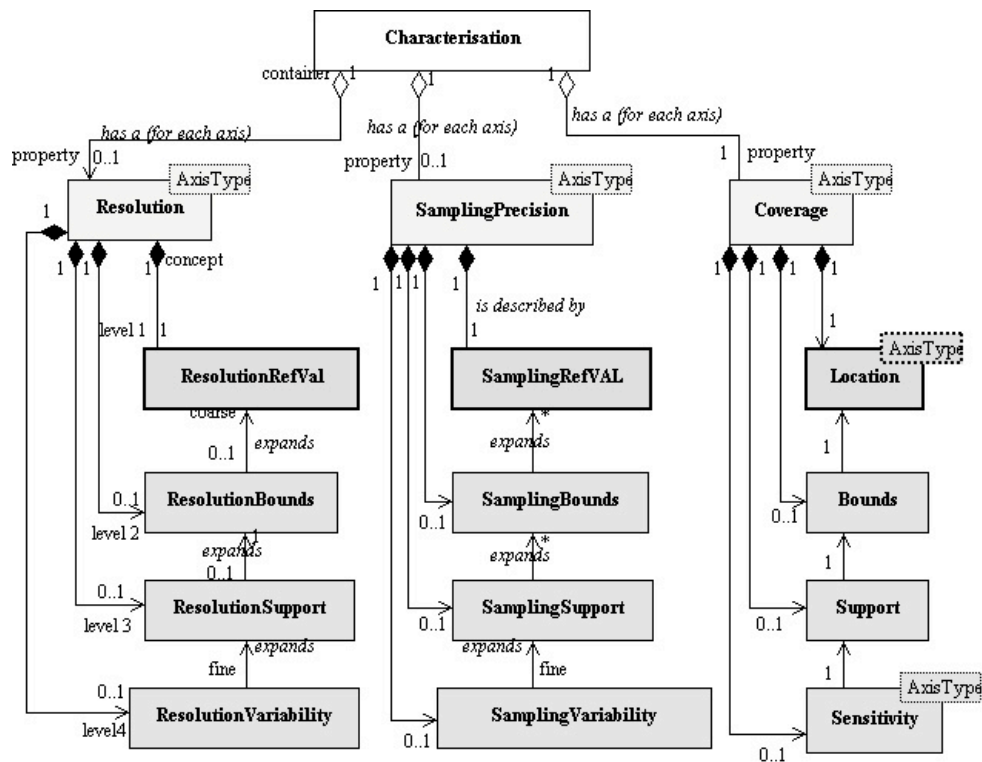 Characterisation
container 1 1 1
has a (for each axis) has a (for each axis) has a (for each axis)
property 0..1 property 0..1 1 property
AxisType AxisType AxisType
Resolution SamplingPrecision Coverage
1
1 1 1 concept 1 1 1 1 1 1 1
is described by
level 1 1 1 1
AxisType
ResolutionRefVal SamplingRefVAL Location
coarse *
expands expands
0..1 1
0..1 ResolutionBounds SamplingBounds Bounds
level 2 0..1 0..1
1 *
expands expands
0..1 1
0..1 ResolutionSupport SamplingSupport Support
level 3 0..1 0..1
expands expands
fine fine 1
AxisType
0..1
ResolutionVariability SamplingVariability Sensitivity
level4 0..1 0..1